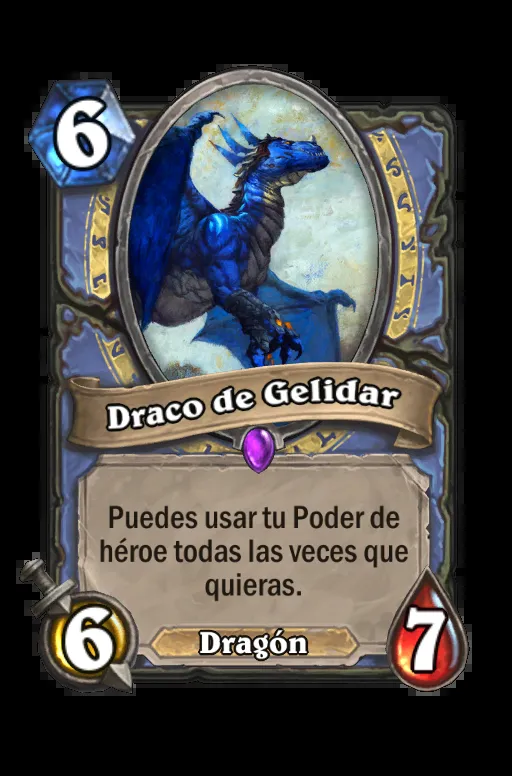 6
Draco de Gelidar
Puedes usar tu Poder de
héroe todas las veces que
quieras.
6
Dragón
7